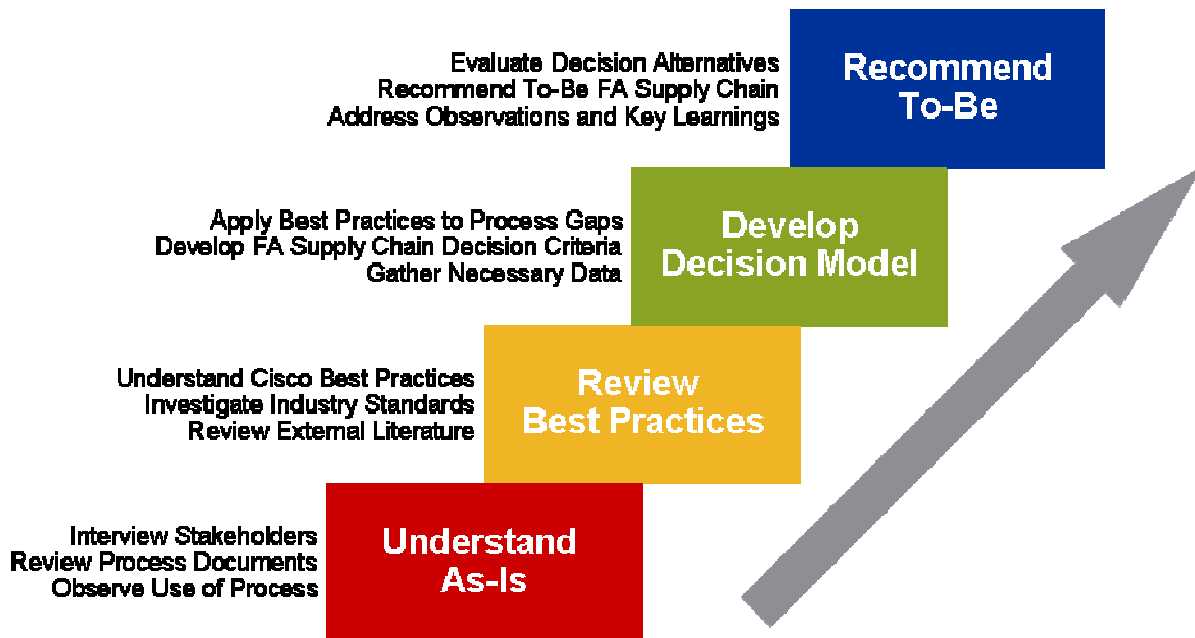 Evaluate Decision Alternatives
Recommend To-Be FA Supply Chain
Address Observations and Key Learnings
Recommend
To-Be
Apply Best Practices to Process Gaps
Develop FA Supply Chain Decision Criteria
Gather Necessary Data
Develop
Decision Model
Understand Cisco Best Practices
Investigate Industry Standards
Review External Literature
Review
Best Practices
Interview Stakeholders
Review Process Documents
Observe Use of Process
Understand
As-Is